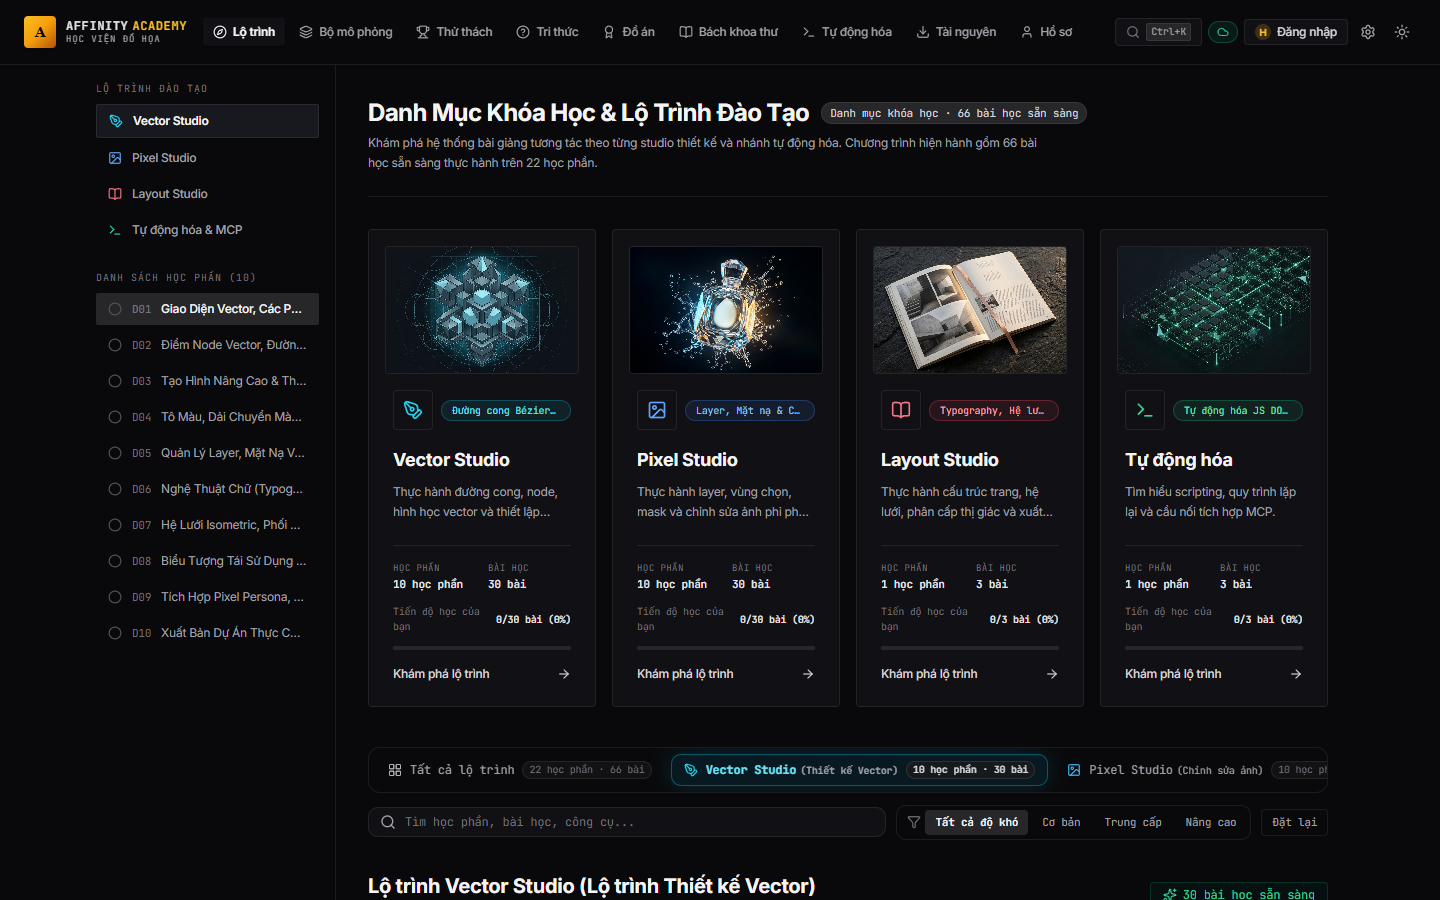 A
AFFINITY ACADEMY
HỌC VIỆN ĐỒ HỌA
Lộ trình
Bộ mô phỏng
Thử thách
Tri thức
Đồ án
Bách khoa thư
Tự động hóa
Tài nguyên
Hồ sơ
Ctrl+K
H Đăng nhập
LỘ TRÌNH ĐÀO TẠO
Vector Studio
Pixel Studio
Layout Studio
Tự động hóa & MCP
DANH SÁCH HỌC PHẦN (10)
D01 Giao Diện Vector, Các P...
D02 Điểm Node Vector, Đườn...
D03 Tạo Hình Nâng Cao & Th...
D04 Tô Màu, Dải Chuyển Mà...
D05 Quản Lý Layer, Mặt Nạ V...
D06 Nghệ Thuật Chữ (Typog...
D07 Hệ Lưới Isometric, Phối ...
D08 Biểu Tượng Tái Sử Dụng ...
D09 Tích Hợp Pixel Persona, ...
D10 Xuất Bản Dự Án Thực C...
Danh Mục Khóa Học & Lộ Trình Đào Tạo
Danh mục khóa học · 66 bài học sẵn sàng
Khám phá hệ thống bài giảng tương tác theo từng studio thiết kế và nhánh tự động hóa. Chương trình hiện hành gồm 66 bài
học sẵn sàng thực hành trên 22 học phần.
Đường cong Bézier…
Vector Studio
Thực hành đường cong, node,
hình học vector và thiết lập...
HỌC PHẦN BÀI HỌC
10 học phần 30 bài
Tiến độ học của
bạn
0/30 bài (0%)
Khám phá lộ trình
Layer, Mặt nạ & C…
Pixel Studio
Thực hành layer, vùng chọn,
mask và chỉnh sửa ảnh phi ph...
HỌC PHẦN BÀI HỌC
10 học phần 30 bài
Tiến độ học của
bạn
0/30 bài (0%)
Khám phá lộ trình
Typography, Hệ lư…
Layout Studio
Thực hành cấu trúc trang, hệ
lưới, phân cấp thị giác và xuất...
HỌC PHẦN BÀI HỌC
1 học phần 3 bài
Tiến độ học của
bạn
0/3 bài (0%)
Khám phá lộ trình
Tự động hóa JS DO…
Tự động hóa
Tìm hiểu scripting, quy trình lặp
lại và cầu nối tích hợp MCP.
HỌC PHẦN BÀI HỌC
1 học phần 3 bài
Tiến độ học của
bạn
0/3 bài (0%)
Khám phá lộ trình
Tất cả lộ trình 22 học phần · 66 bài
Vector Studio (Thiết kế Vector) 10 học phần · 30 bài
Pixel Studio (Chỉnh sửa ảnh) 10 học
Tìm học phần, bài học, công cụ...
Tất cả độ khó
Cơ bản
Trung cấp
Nâng cao
Đặt lại
Lộ trình Vector Studio (Lộ trình Thiết kế Vector)
30 bài học sẵn sàng